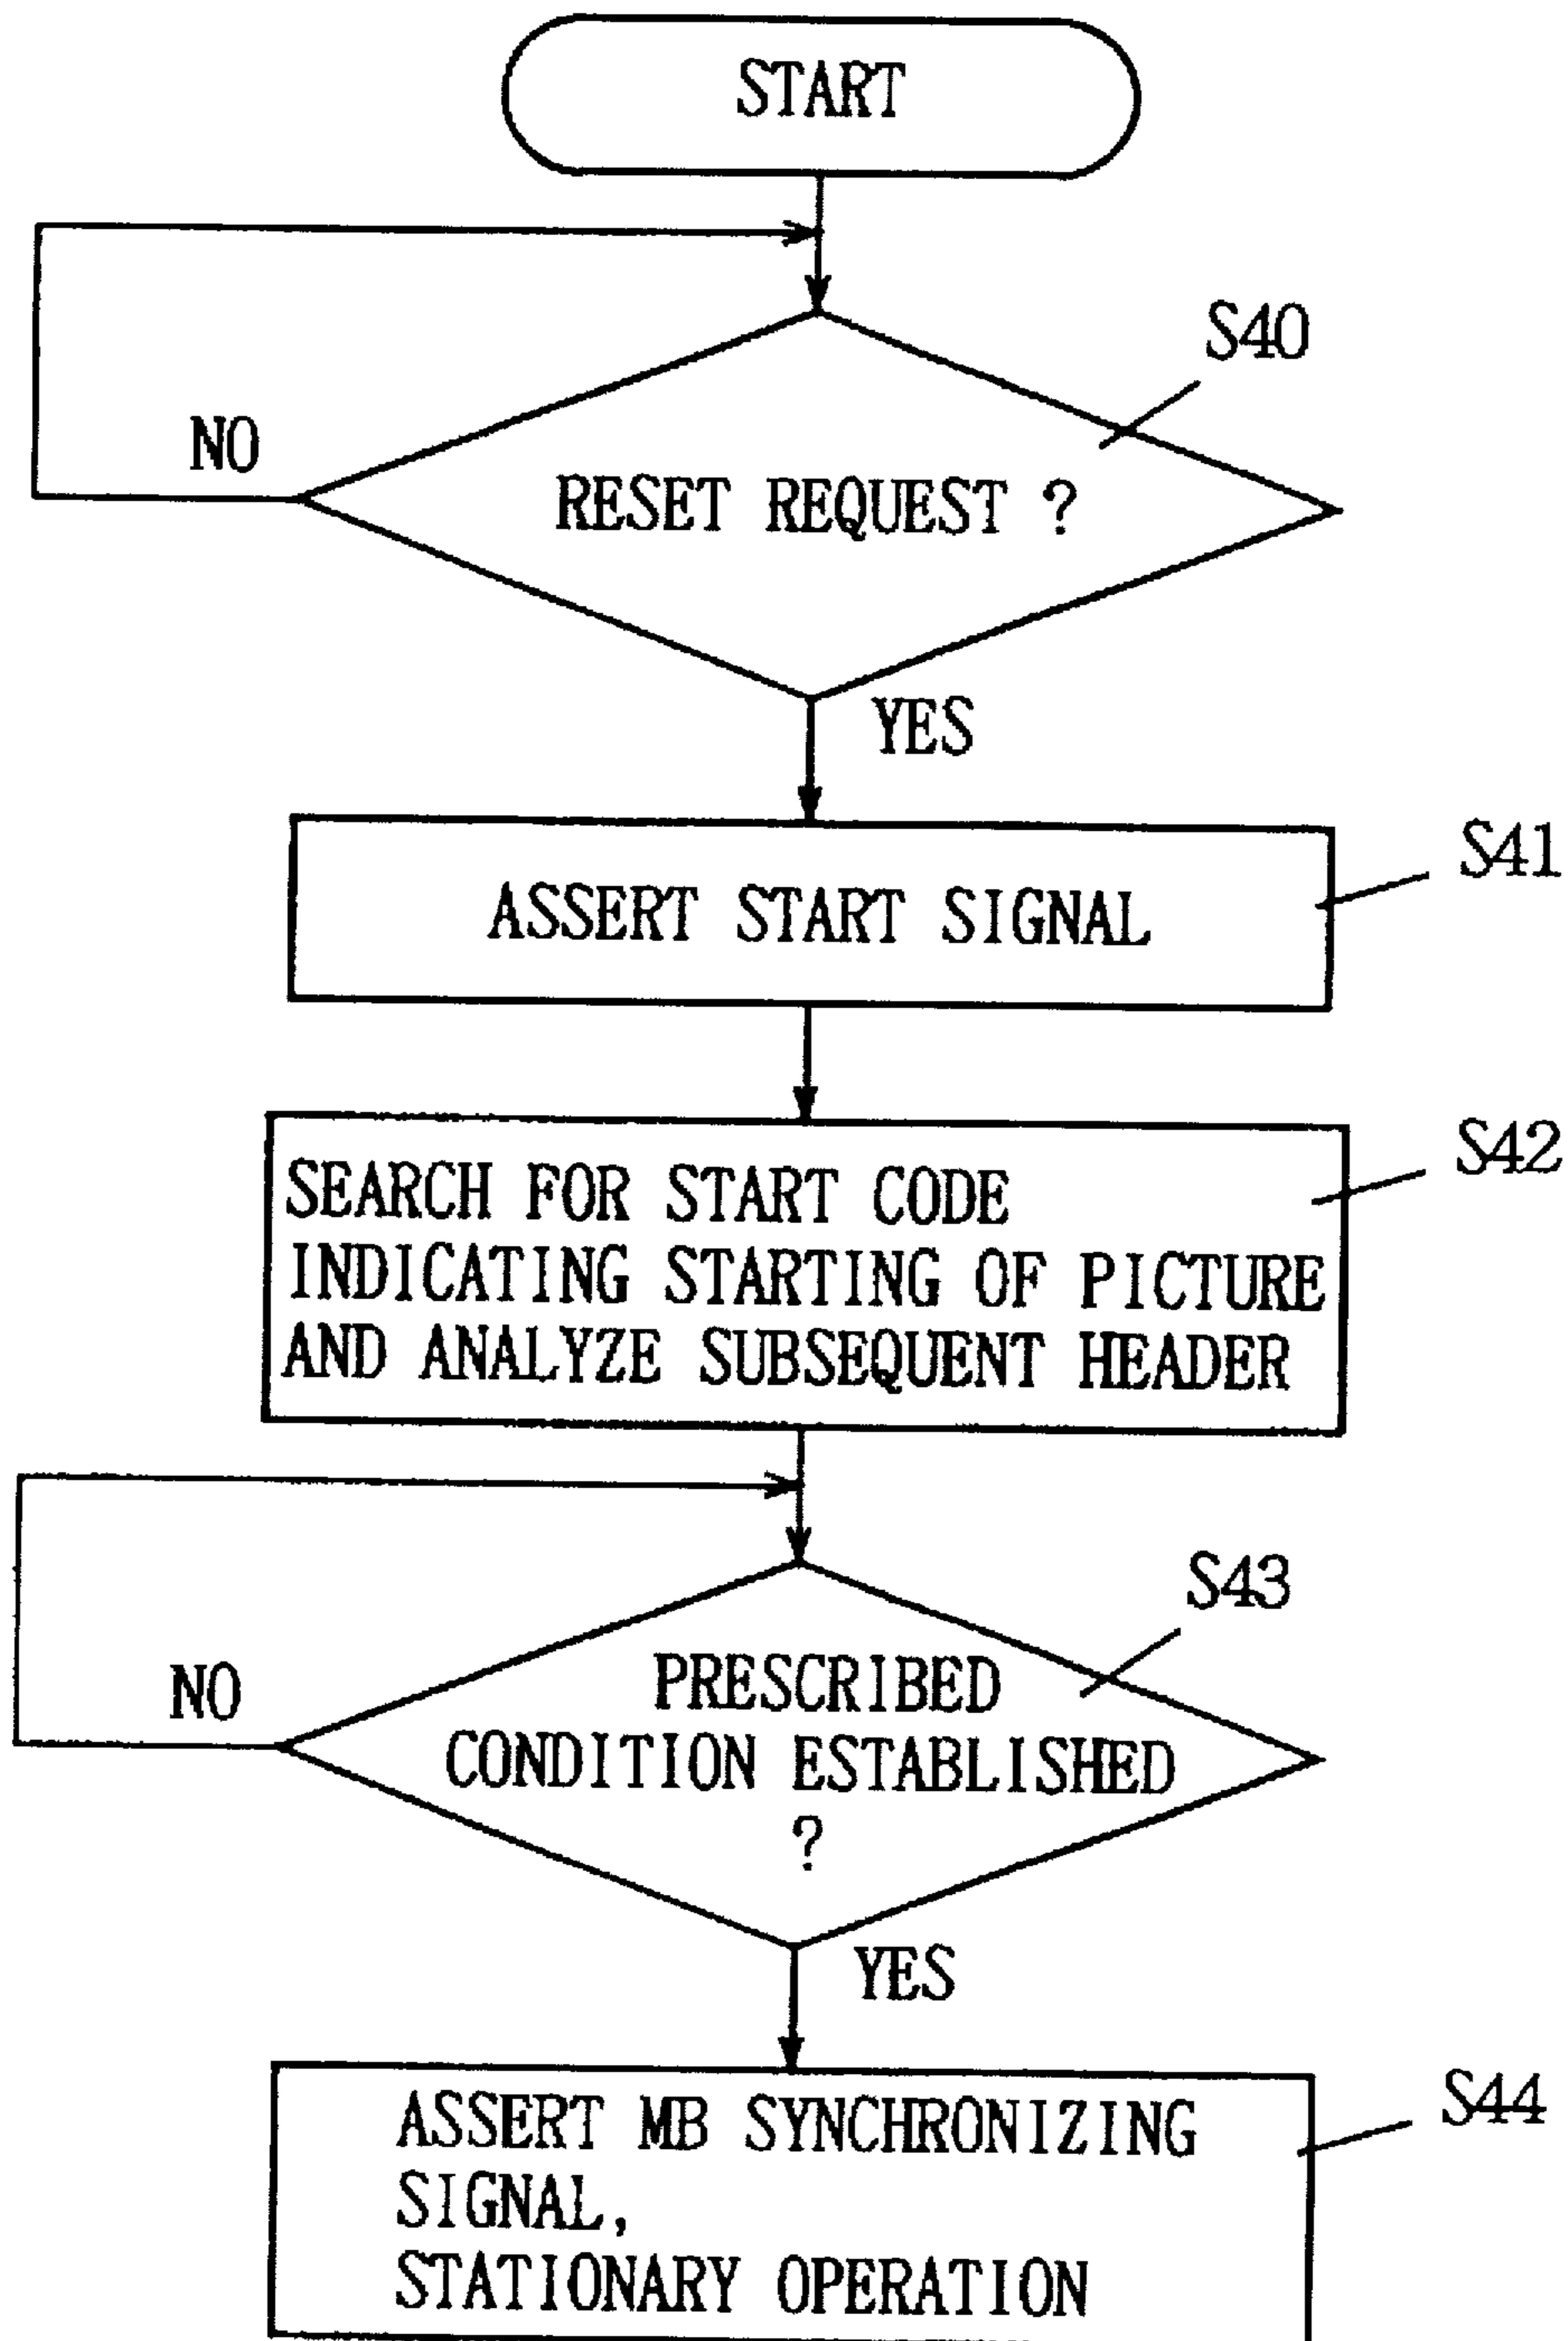 START
S40
NO
RESET REQUEST ?
YES
S41
ASSERT START SIGNAL
S42
SEARCH FOR START CODE
INDICATING STARTING OF PICTURE
AND ANALYZE SUBSEQUENT HEADER
S43
NO
PRESCRIBED
CONDITION ESTABLISHED
?
YES
S44
ASSERT MB SYNCHRONIZING
SIGNAL,
STATIONARY OPERATION